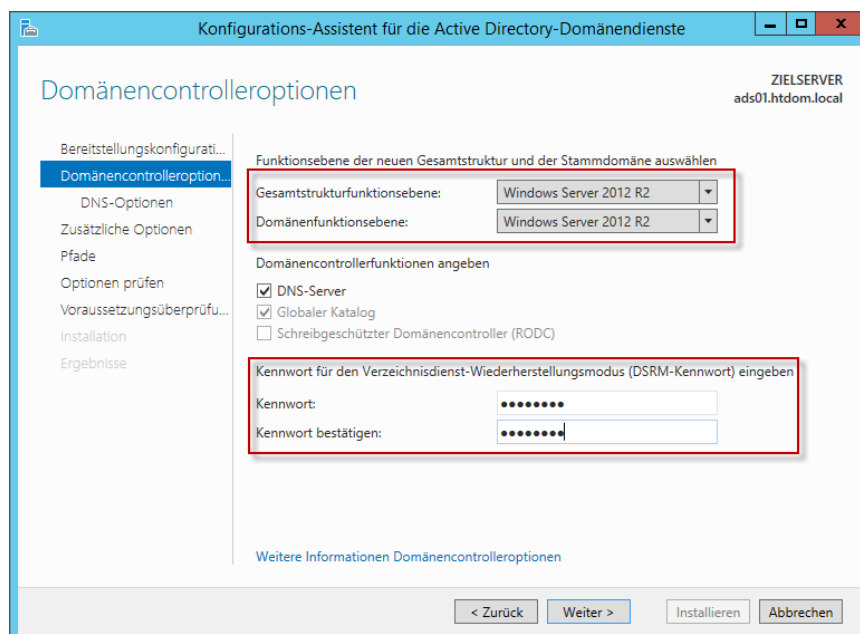 Konfigurations-Assistent für die Active Directory-Domänendienste
Domänencontrolleroptionen
ZIELSERVER
ads01.htdom.local
Bereitstellungskonfigurati...
Domänencontrolleroption...
DNS-Optionen
Zusätzliche Optionen
Pfade
Optionen prüfen
Voraussetzungsüberprüfu...
Installation
Ergebnisse
Funktionsebene der neuen Gesamtstruktur und der Stammdomäne auswählen
Gesamtstrukturfunktionsebene: Windows Server 2012 R2
Domänenfunktionsebene: Windows Server 2012 R2
Domänencontrollerfunktionen angeben
DNS-Server
Globaler Katalog
Schreibgeschützter Domänencontroller (RODC)
Kennwort für den Verzeichnisdienst-Wiederherstellungsmodus (DSRM-Kennwort) eingeben
Kennwort: ●●●●●●●●
Kennwort bestätigen: ●●●●●●●●
Weitere Informationen Domänencontrolleroptionen
< Zurück Weiter > Installieren Abbrechen